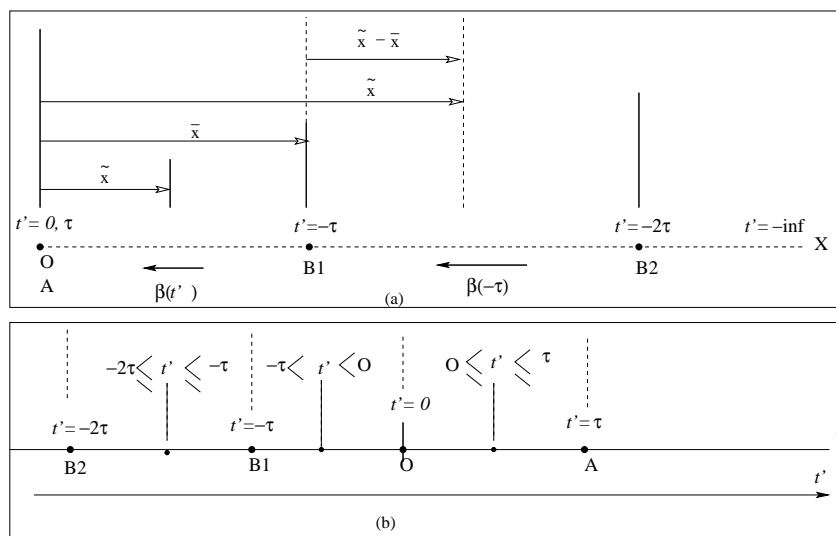 x̃ − x̄
x̃
x̄
x̃
t'= 0, τ t'=−τ t'=−2τ t'=−inf
X
O B1 B2
A β(t' ) β(−τ)
(a)
−2τ ≤ t' ≤ −τ −τ < t' < O O ≤ t' ≤ τ
t'=−2τ t'=−τ t'=0 t'=τ
B2 B1 O A
t'
(b)